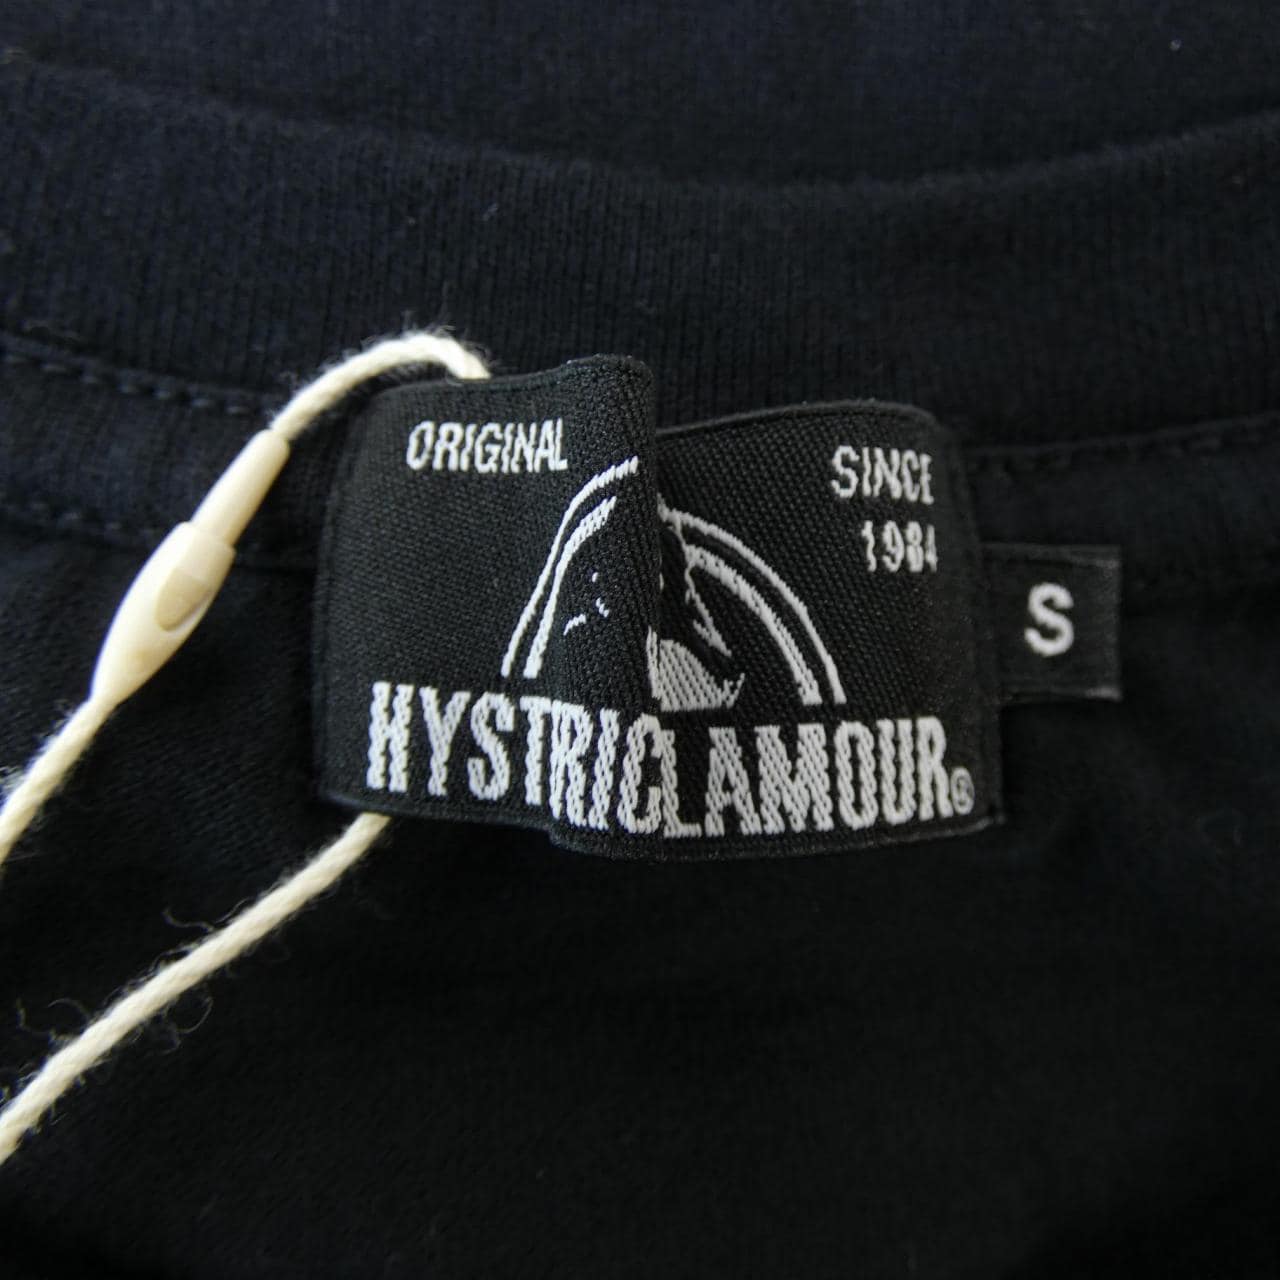 ORIGINAL
SINCE
1984
S
HYSTRICLAMOUR®